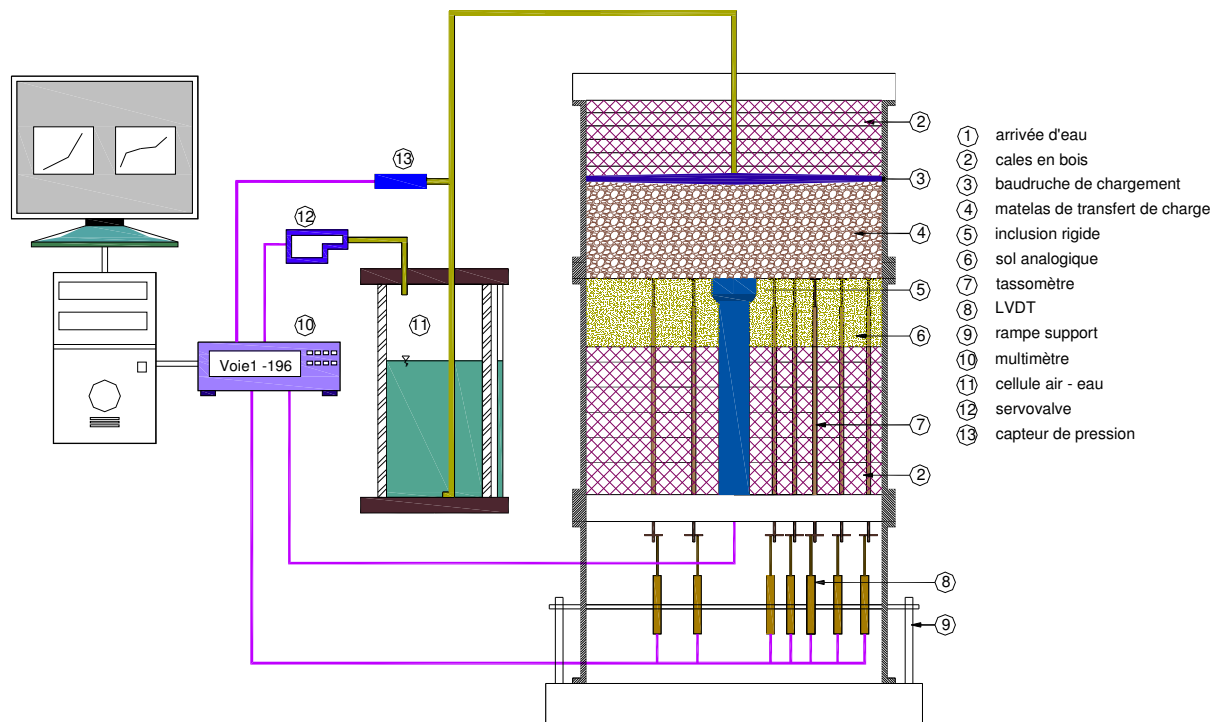 Voie1 -196
13
12
10
11
2
3
4
5
6
7
2
8
9
1 arrivée d'eau
2 cales en bois
3 baudruche de chargement
4 matelas de transfert de charge
5 inclusion rigide
6 sol analogique
7 tassomètre
8 LVDT
9 rampe support
10 multimètre
11 cellule air - eau
12 servovalve
13 capteur de pression